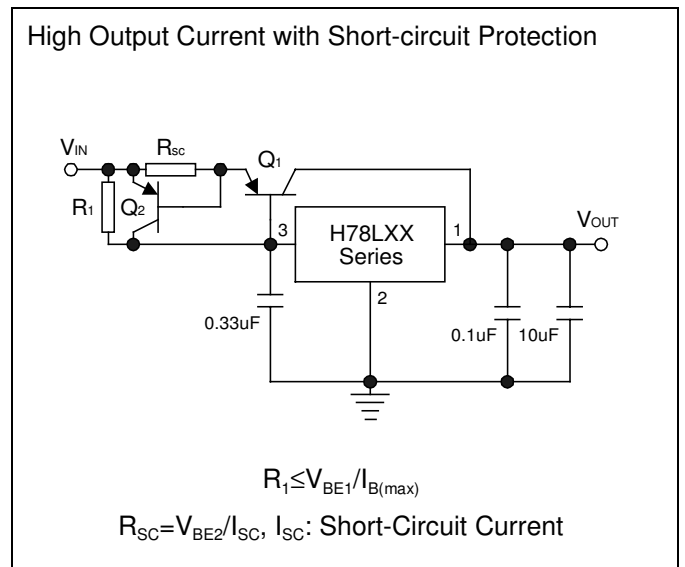 High Output Current with Short-circuit Protection
VIN
Rsc
Q1
R1
Q2
3
H78LXX
Series
1
VOUT
2
0.33uF
0.1uF
10uF
R1≤VBE1/IB(max)
RSC=VBE2/ISC, ISC: Short-Circuit Current